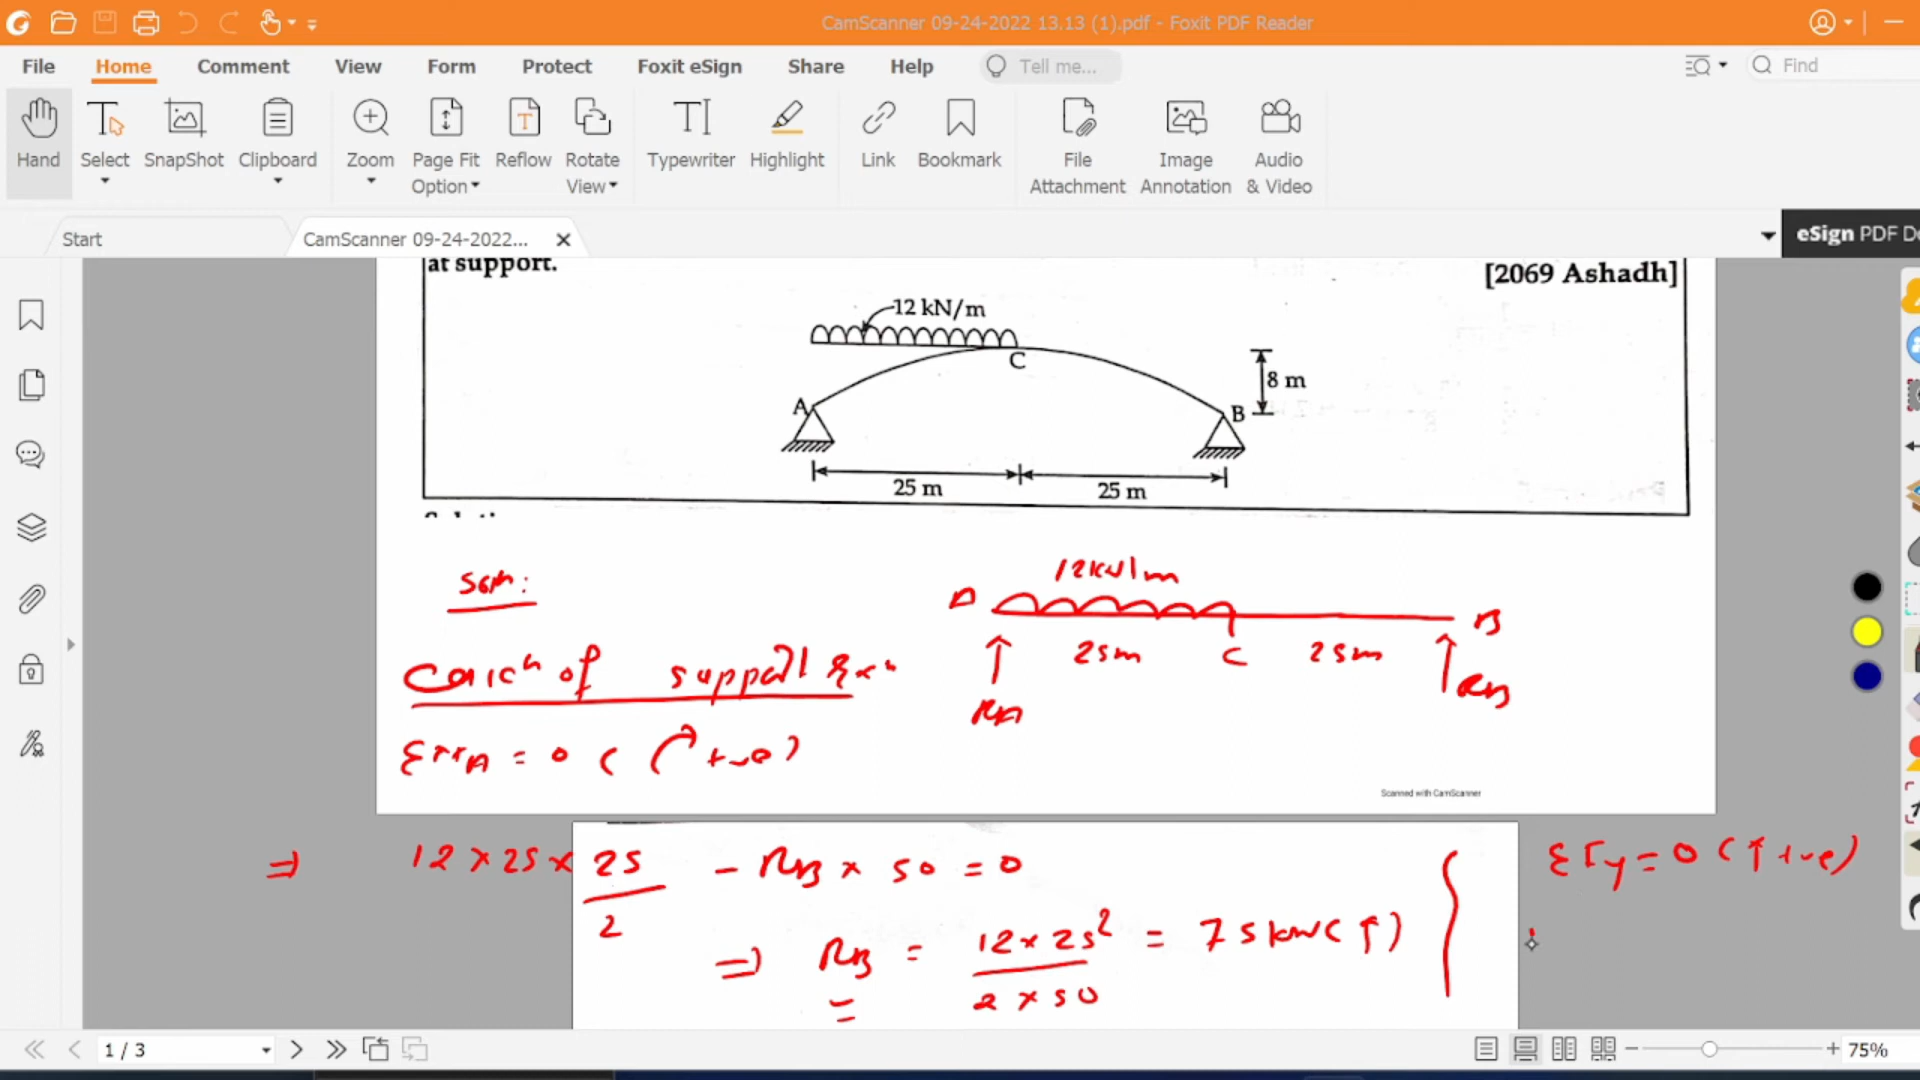 CamScanner 09-24-2022 13.13 (1).pdf - Foxit PDF Reader
File Home Comment View Form Protect Foxit eSign Share Help Tell me... Find
Hand Select SnapShot Clipboard Zoom Page Fit Option Reflow Rotate View Typewriter Highlight Link Bookmark File Attachment Image Annotation Audio & Video
Start CamScanner 09-24-2022... eSign PDF
at support.
[2069 Ashadh]
12 kN/m
C
8 m
A
B
25 m 25 m
Soln:
12kN/m
A B
25m C 25m
RA RB
Calcn of support Rxn
ΣMA = 0 ( +ve)
Scanned with CamScanner
⇒ 12 × 25 × 25/2 - RB × 50 = 0
⇒ RB = 12 × 25² / 2 × 50 = 75 kN (↑)
ΣFy = 0 (↑ +ve)
1 / 3
75%